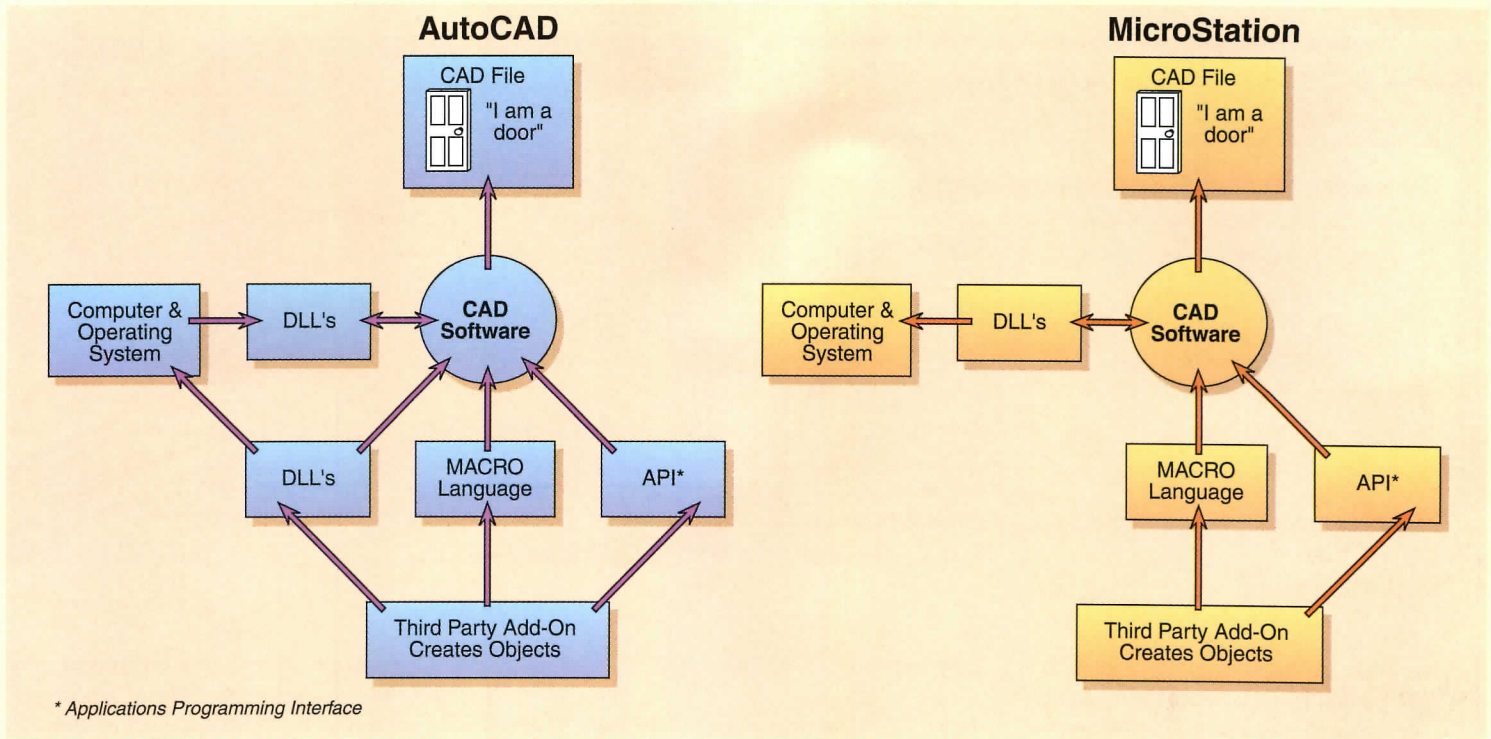 AutoCAD
CAD File
"I am a
door"
Computer &
Operating
System
DLL's
CAD
Software
DLL's
MACRO
Language
API*
Third Party Add-On
Creates Objects
* Applications Programming Interface
MicroStation
CAD File
"I am a
door"
Computer &
Operating
System
DLL's
CAD
Software
MACRO
Language
API*
Third Party Add-On
Creates Objects